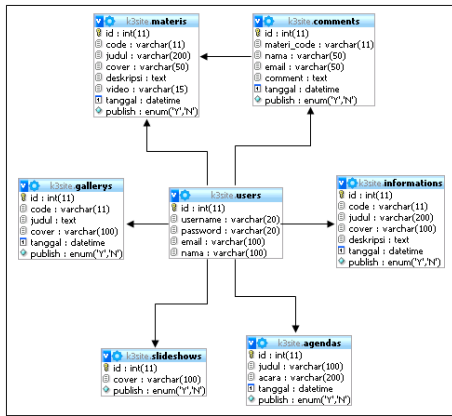 k3site.materis
id : int(11)
code : varchar(11)
judul : varchar(200)
cover : varchar(50)
deskripsi : text
video : varchar(15)
tanggal : datetime
publish : enum('Y','N')
k3site.comments
id : int(11)
materi_code : varchar(11)
nama : varchar(50)
email : varchar(50)
comment : text
tanggal : datetime
publish : enum('Y','N')
k3site.gallerys
id : int(11)
code : varchar(11)
judul : text
cover : varchar(100)
tanggal : datetime
publish : enum('Y','N')
k3site.users
id : int(11)
username : varchar(20)
password : varchar(20)
email : varchar(100)
nama : varchar(100)
k3site.informations
id : int(11)
code : varchar(11)
judul : varchar(200)
cover : varchar(100)
deskripsi : text
tanggal : datetime
publish : enum('Y','N')
k3site.slideshows
id : int(11)
cover : varchar(100)
publish : enum('Y','N')
k3site.agendas
id : int(11)
judul : varchar(100)
acara : varchar(200)
tanggal : datetime
publish : enum('Y','N')